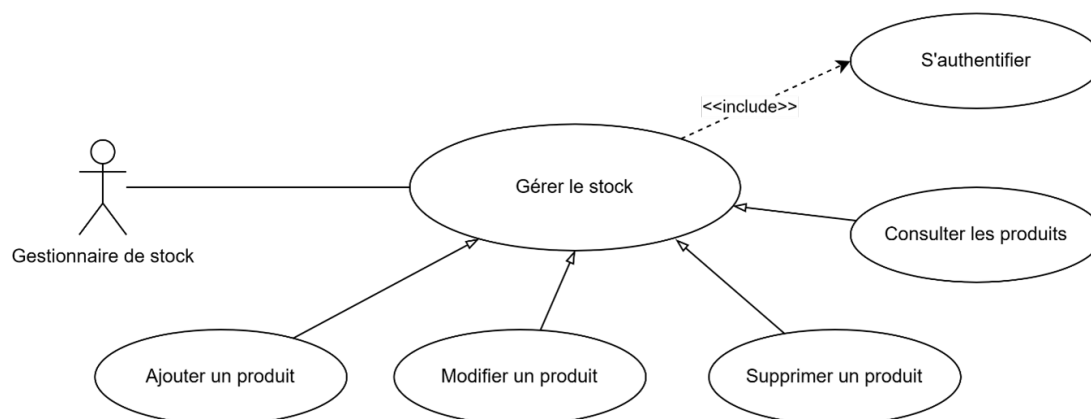 S'authentifier
<<include>>
Gérer le stock
Consulter les produits
Gestionnaire de stock
Ajouter un produit
Modifier un produit
Supprimer un produit